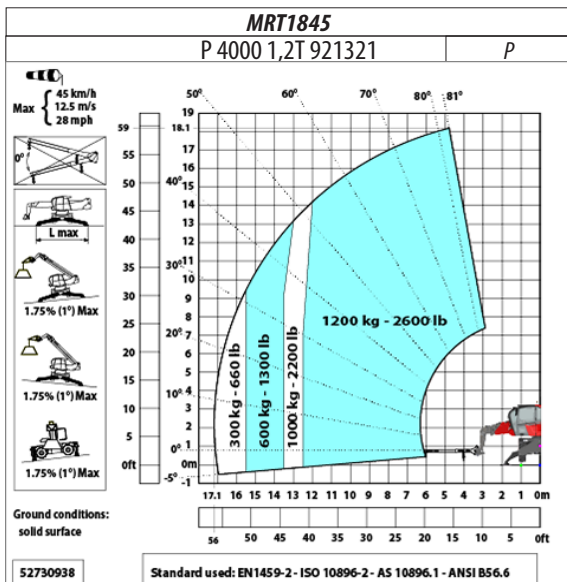 MRT1845
P 4000 1,2T 921321 P
Max
45 km/h
12.5 m/s
28 mph
0°
L max
1.75% (1°) Max
1.75% (1°) Max
1.75% (1°) Max
Ground conditions:
solid surface
52730938
50° 60° 70° 80° 81°
40°
30°
20°
10°
0°
-5°
59
55
50
45
40
35
30
25
20
15
10
5
0ft
19
18.1
17
16
15
14
13
12
11
10
9
8
7
6
5
4
3
2
1
0m
-1
300 kg - 660 lb
600 kg - 1300 lb
1000 kg - 2200 lb
1200 kg - 2600 lb
17.1 16 15 14 13 12 11 10 9 8 7 6 5 4 3 2 1 0m
56 50 45 40 35 30 25 20 15 10 5 0ft
Standard used: EN1459-2 - ISO 10896-2 - AS 10896.1 - ANSI B56.6